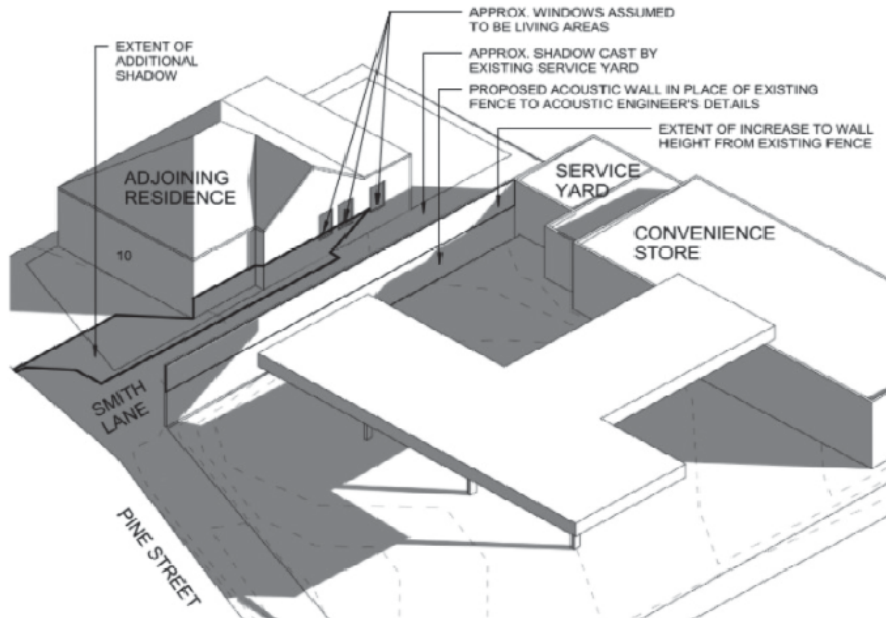 APPROX. WINDOWS ASSUMED
TO BE LIVING AREAS
EXTENT OF
ADDITIONAL
SHADOW
APPROX. SHADOW CAST BY
EXISTING SERVICE YARD
PROPOSED ACOUSTIC WALL IN PLACE OF EXISTING
FENCE TO ACOUSTIC ENGINEER'S DETAILS
EXTENT OF INCREASE TO WALL
HEIGHT FROM EXISTING FENCE
ADJOINING
RESIDENCE
SERVICE
YARD
CONVENIENCE
STORE
10
SMITH
LANE
PINE STREET